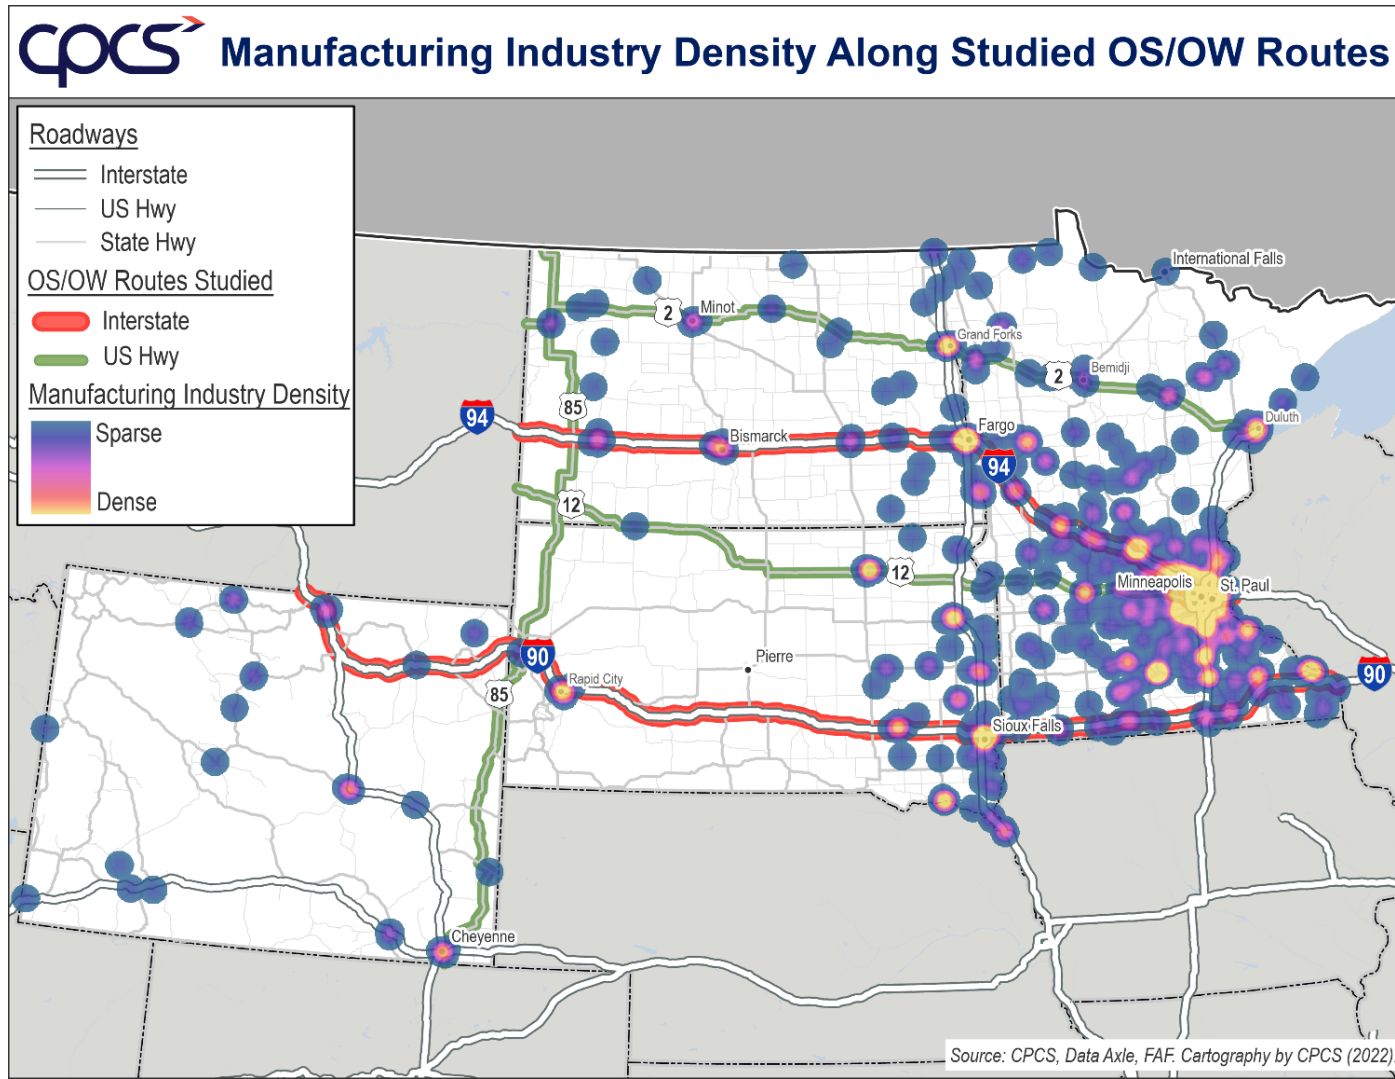 cpcs
Manufacturing Industry Density Along Studied OS/OW Routes
Roadways
Interstate
US Hwy
State Hwy
OS/OW Routes Studied
Interstate
US Hwy
Manufacturing Industry Density
Sparse
Dense
International Falls
2
Minot
Grand Forks
2
Bemidji
85
94
Bismarck
Fargo
Duluth
94
12
12
Minneapolis
St. Paul
90
Pierre
90
85
Rapid City
Sioux Falls
Cheyenne
Source: CPCS, Data Axle, FAF. Cartography by CPCS (2022)